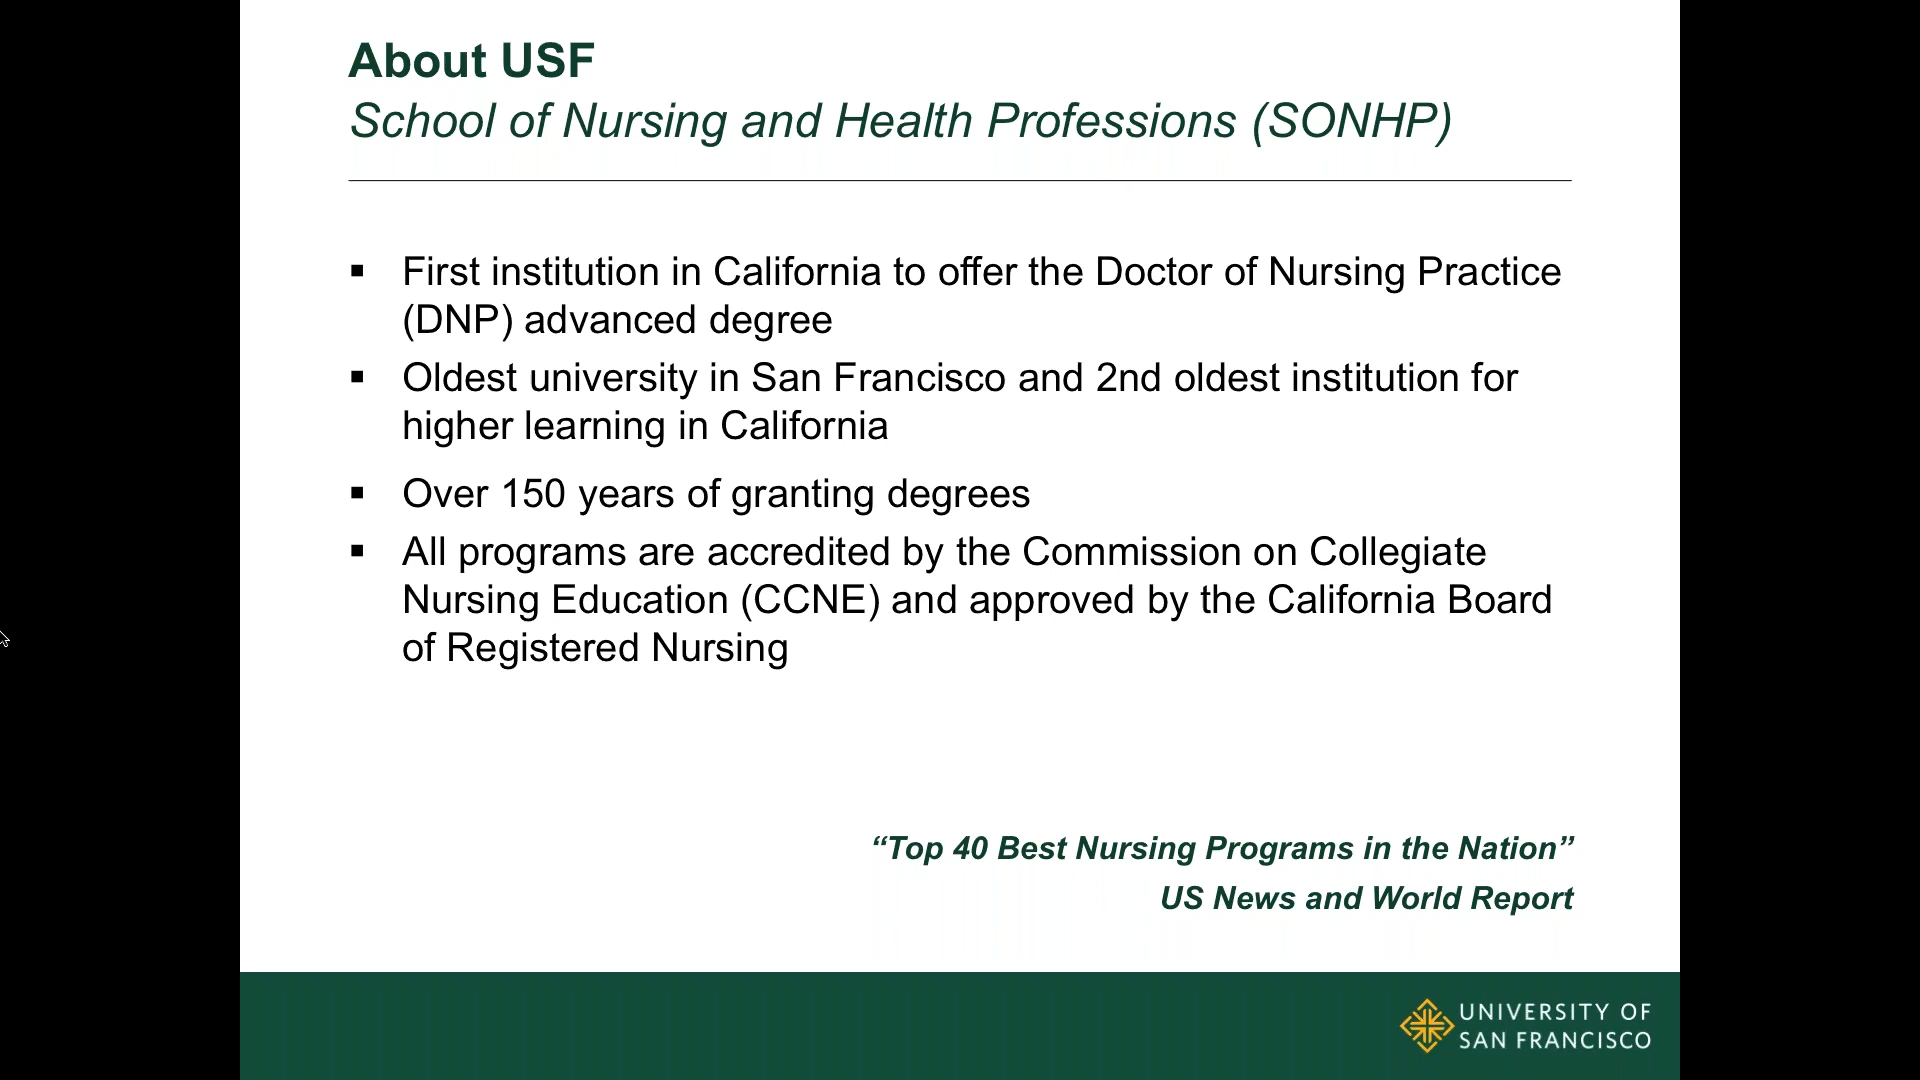 About USF
School of Nursing and Health Professions (SONHP)
▪ First institution in California to offer the Doctor of Nursing Practice
(DNP) advanced degree
▪ Oldest university in San Francisco and 2nd oldest institution for
higher learning in California
▪ Over 150 years of granting degrees
▪ All programs are accredited by the Commission on Collegiate
Nursing Education (CCNE) and approved by the California Board
of Registered Nursing
“Top 40 Best Nursing Programs in the Nation”
US News and World Report
UNIVERSITY OF
SAN FRANCISCO